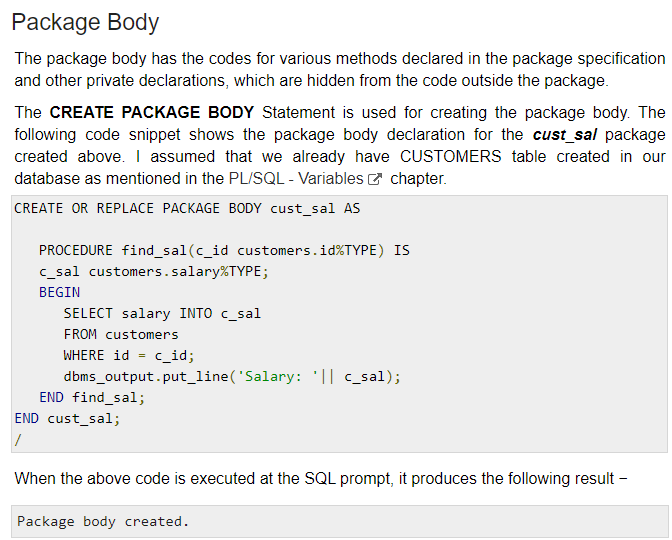 Package Body
The package body has the codes for various methods declared in the package specification
and other private declarations, which are hidden from the code outside the package.
The CREATE PACKAGE BODY Statement is used for creating the package body. The
following code snippet shows the package body declaration for the cust_sal package
created above. I assumed that we already have CUSTOMERS table created in our
database as mentioned in the PL/SQL - Variables chapter.
CREATE OR REPLACE PACKAGE BODY cust_sal AS
PROCEDURE find_sal(c_id customers.id%TYPE) IS
c_sal customers.salary%TYPE;
BEGIN
SELECT salary INTO c_sal
FROM customers
WHERE id = c_id;
dbms_output.put_line('Salary: '|| c_sal);
END find_sal;
END cust_sal;
/
When the above code is executed at the SQL prompt, it produces the following result −
Package body created.